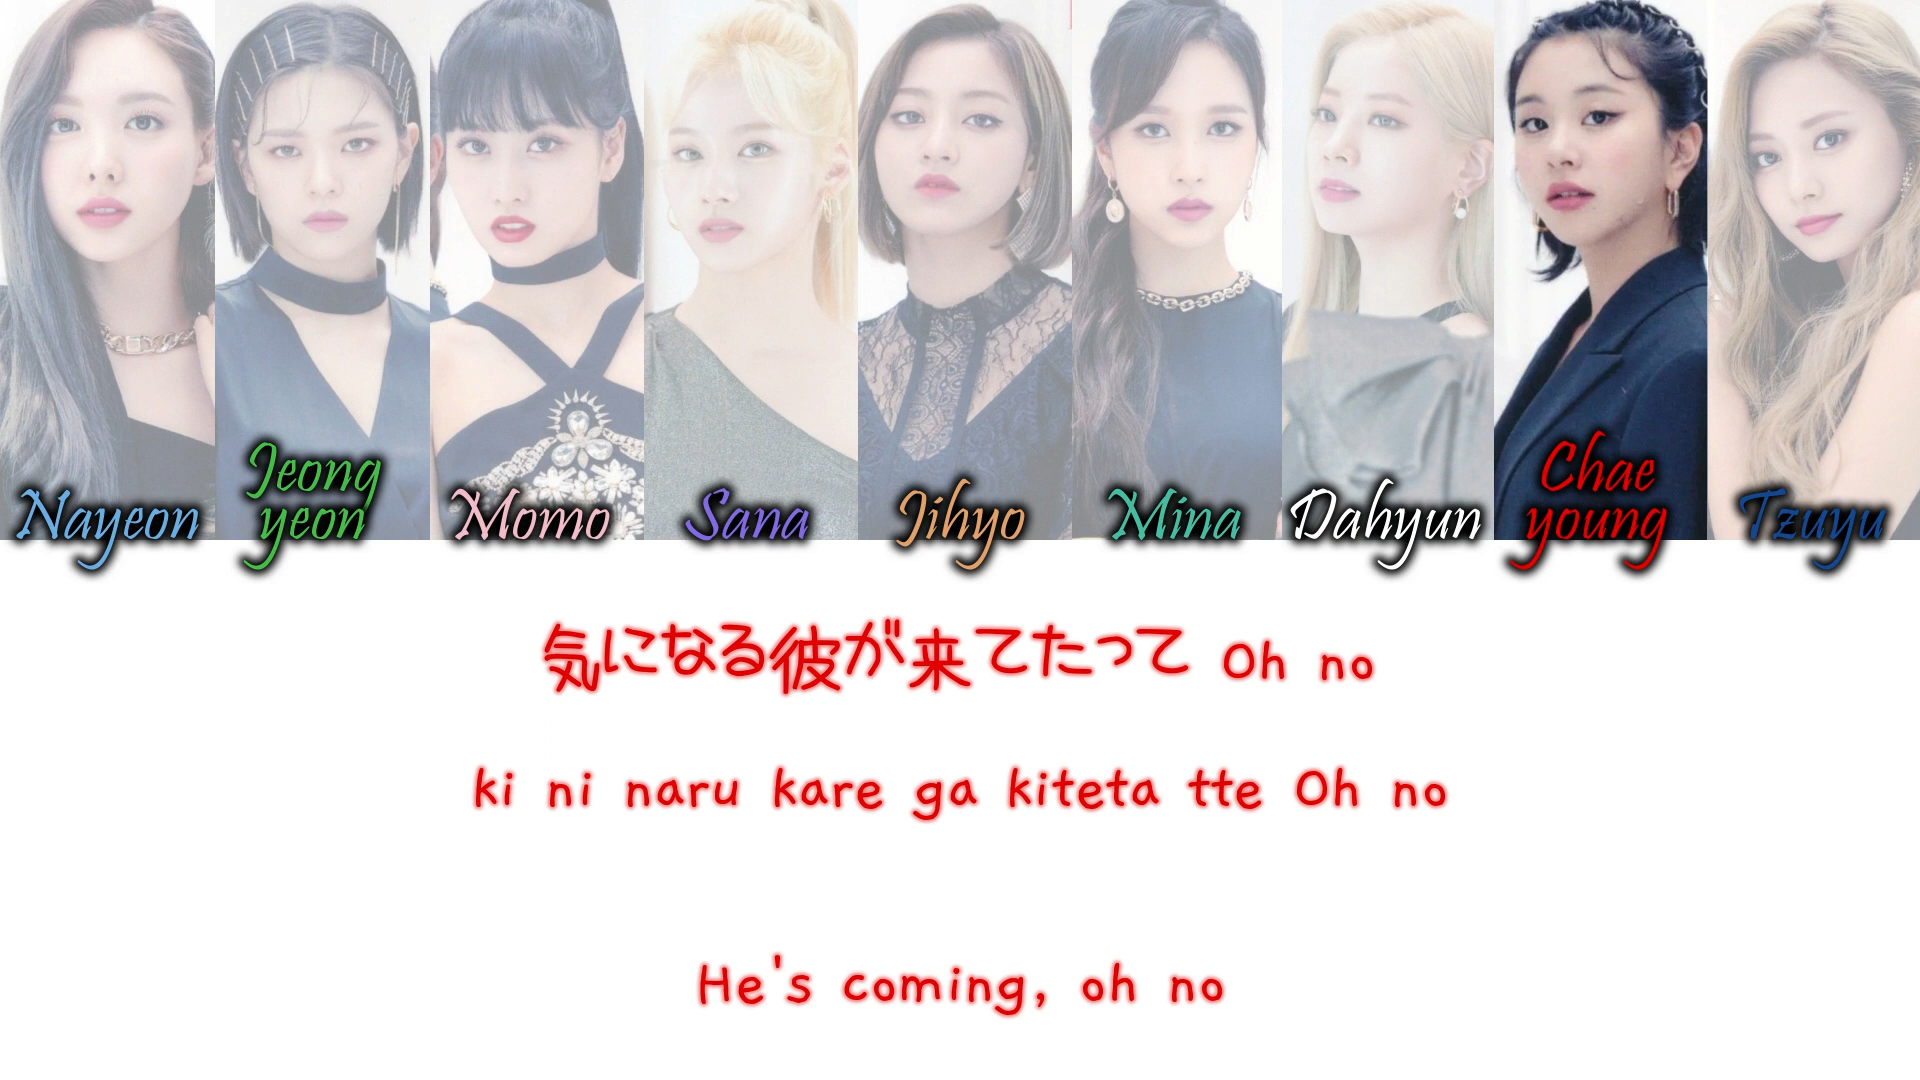 Nayeon
Jeong
yeon
Momo
Sana
Jihyo
Mina
Dahyun
Chae
young
Tzuyu
気になる彼が来てたって Oh no
ki ni naru kare ga kiteta tte Oh no
He's coming, oh no